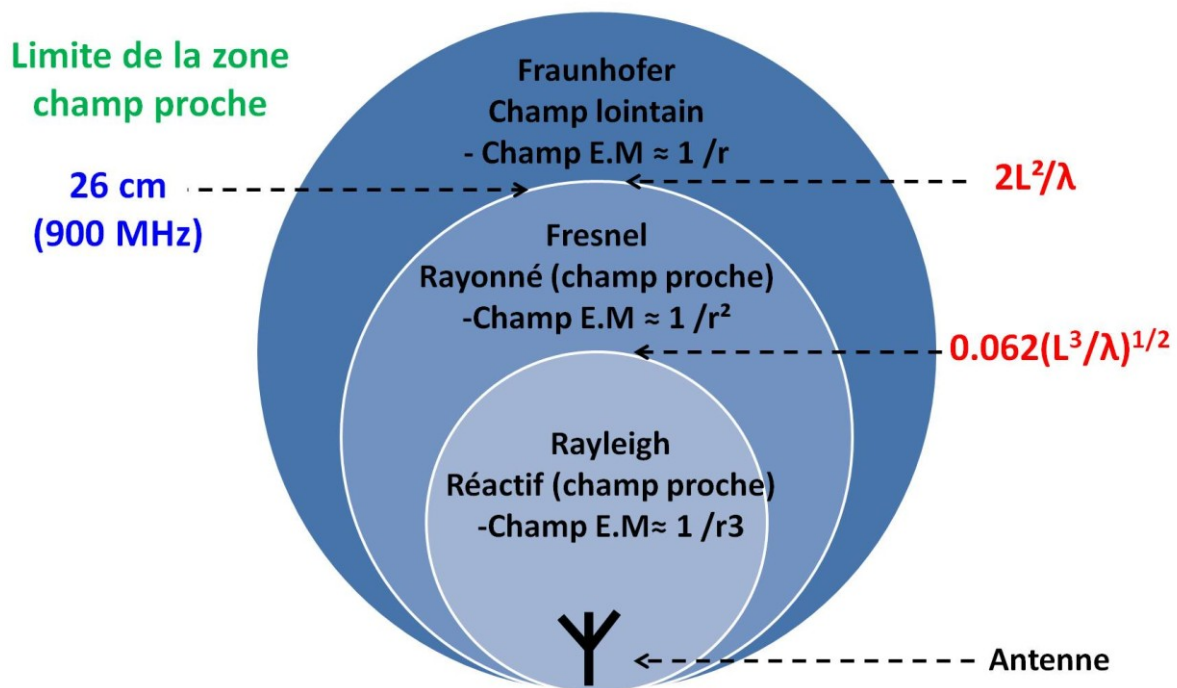 Limite de la zone
champ proche
26 cm
(900 MHz)
Fraunhofer
Champ lointain
- Champ E.M ≈ 1 /r
2L²/λ
Fresnel
Rayonné (champ proche)
-Champ E.M ≈ 1 /r²
0.062(L³/λ)¹/²
Rayleigh
Réactif (champ proche)
-Champ E.M≈ 1 /r3
Antenne